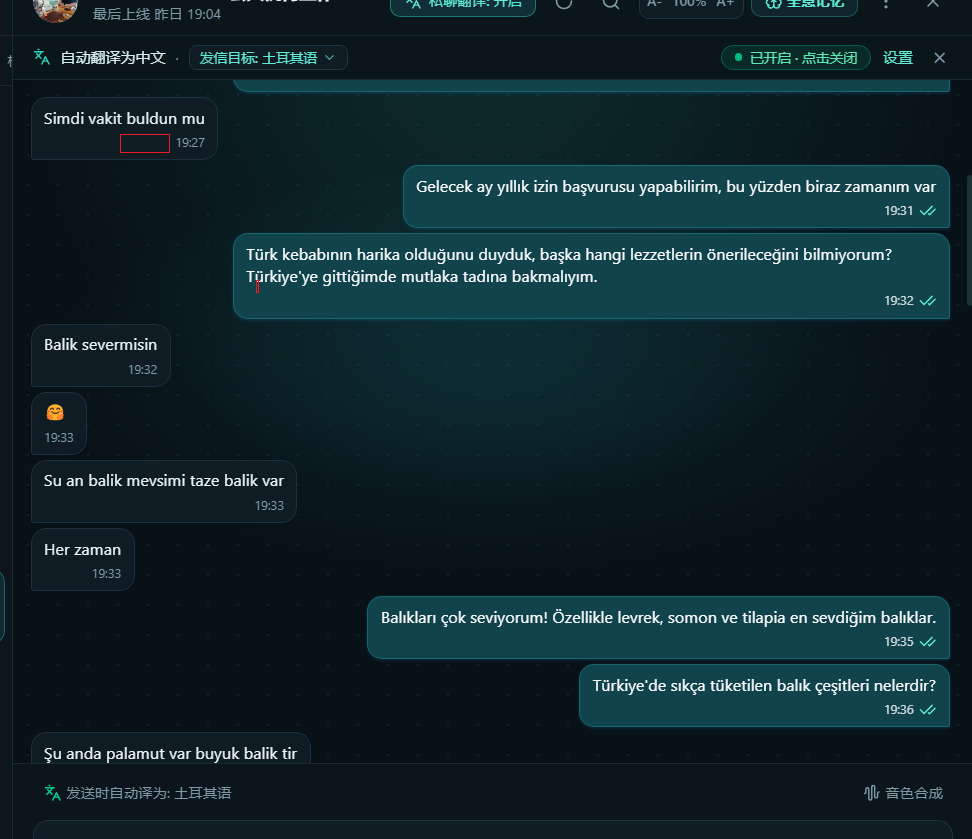 最后上线 昨日 19:04
私聊翻译: 开启
A- 100% A+
全息记忆
自动翻译为中文 ·
发信目标: 土耳其语
已开启 · 点击关闭
设置
Simdi vakit buldun mu
19:27
Gelecek ay yıllık izin başvurusu yapabilirim, bu yüzden biraz zamanım var
19:31
Türk kebabının harika olduğunu duyduk, başka hangi lezzetlerin önerileceğini bilmiyorum?
Türkiye'ye gittiğimde mutlaka tadına bakmalıyım.
19:32
Balik severmisin
19:32
🤗
19:33
Su an balik mevsimi taze balik var
19:33
Her zaman
19:33
Balıkları çok seviyorum! Özellikle levrek, somon ve tilapia en sevdiğim balıklar.
19:35
Türkiye'de sıkça tüketilen balık çeşitleri nelerdir?
19:36
Şu anda palamut var buyuk balik tir
发送时自动译为: 土耳其语
音色合成